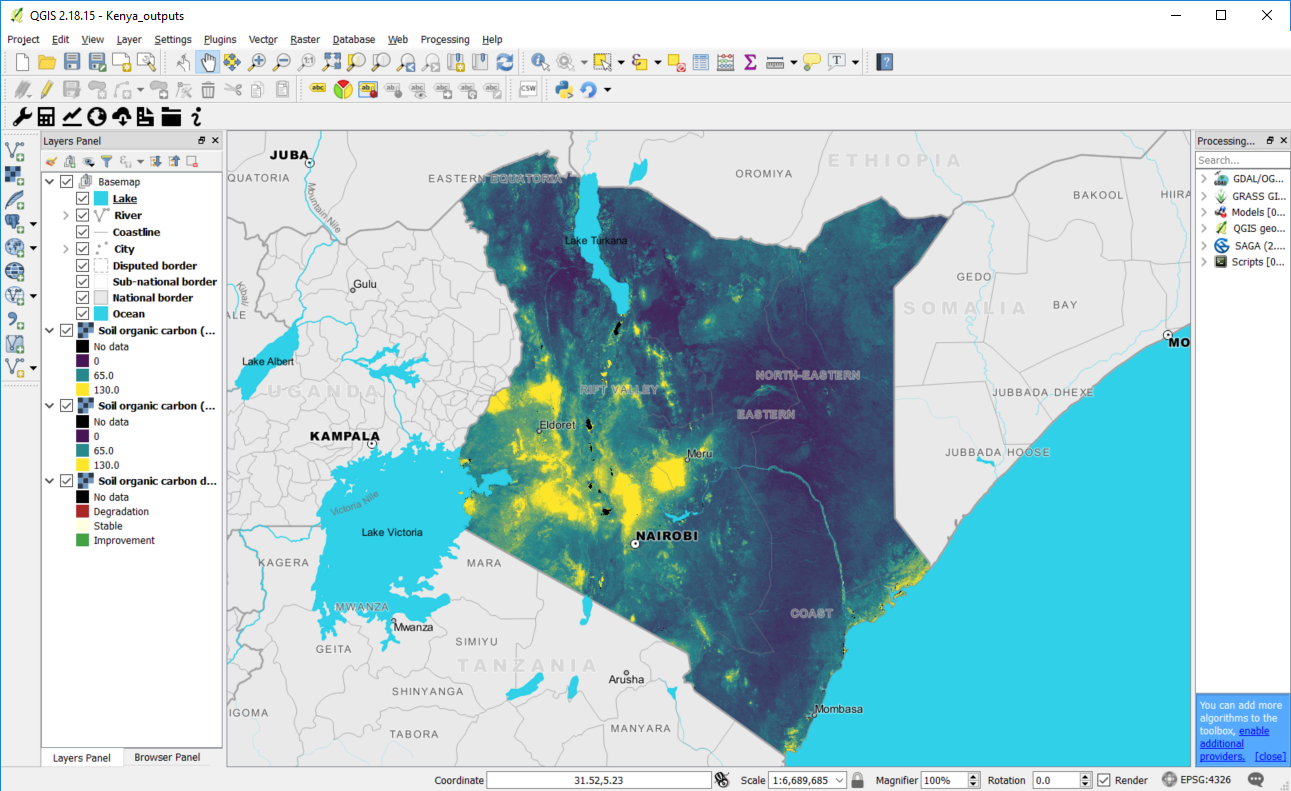 QGIS 2.18.15 - Kenya_outputs
Project Edit View Layer Settings Plugins Vector Raster Database Web Processing Help
Layers Panel
Basemap
Lake
River
Coastline
City
Disputed border
Sub-national border
National border
Ocean
Soil organic carbon (...
No data
0
65.0
130.0
Soil organic carbon (...
No data
0
65.0
130.0
Soil organic carbon d...
No data
Degradation
Stable
Improvement
Layers Panel Browser Panel
JUBA
QUATORIA
EASTERN EQUATORIA
Mountain Nile
ETHIOPIA
OROMIYA
BAKOOL
HIIRA
Lake Turkana
Gulu
GEDO
BAY
SOMALIA
Lake Albert
UGANDA
MO
RIFT VALLEY
NORTH-EASTERN
EASTERN
JUBBADA DHEXE
KAMPALA
Eldoret
Meru
JUBBADA HOOSE
Victoria Nile
Lake Victoria
NAIROBI
KAGERA
MARA
MWANZA
Mwanza
COAST
GEITA
SIMIYU
TANZANIA
Arusha
SHINYANGA
IGOMA
Mombasa
TABORA
MANYARA
Processing...
Search...
GDAL/OG...
GRASS GI...
Models [0...
QGIS geo...
SAGA (2....
Scripts [0...
You can add more
algorithms to the
toolbox, enable
additional
providers. [close]
Coordinate 31.52,5.23 Scale 1:6,689,685 Magnifier 100% Rotation 0.0 Render EPSG:4326